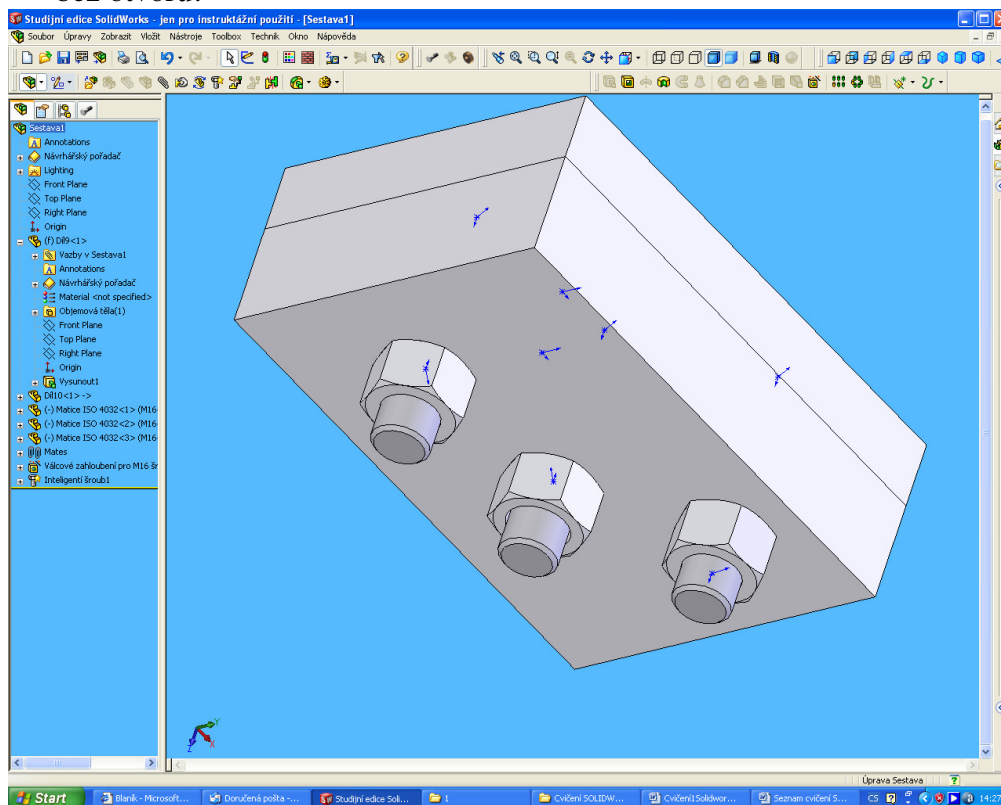 bez otvoru.
Studijní edice SolidWorks - jen pro instruktážní použití - [Sestava1]
Soubor Úpravy Zobrazit Vložit Nástroje Toolbox Technik Okno Nápověda
Sestava1
Annotations
Návrhářský pořadač
Lighting
Front Plane
Top Plane
Right Plane
Origin
(f) Díl9<1>
Vazby v Sestava1
Annotations
Návrhářský pořadač
Material <not specified>
Objemová těla(1)
Front Plane
Top Plane
Right Plane
Origin
Vysunout1
Díl10<1> ->
(-) Matice ISO 4032<1> (M16
(-) Matice ISO 4032<2> (M16
(-) Matice ISO 4032<3> (M16
Mates
Válcové zahloubení pro M16 šr
Inteligentí šroub1
Y
X
Z
Úprava Sestava
Start Blaník - Microsoft... Doručená pošta -... Studijní edice Soli... 1 Cvičení SOLIDW... Cvičení1Solidwor... Seznam cvičení S... CS 14:27